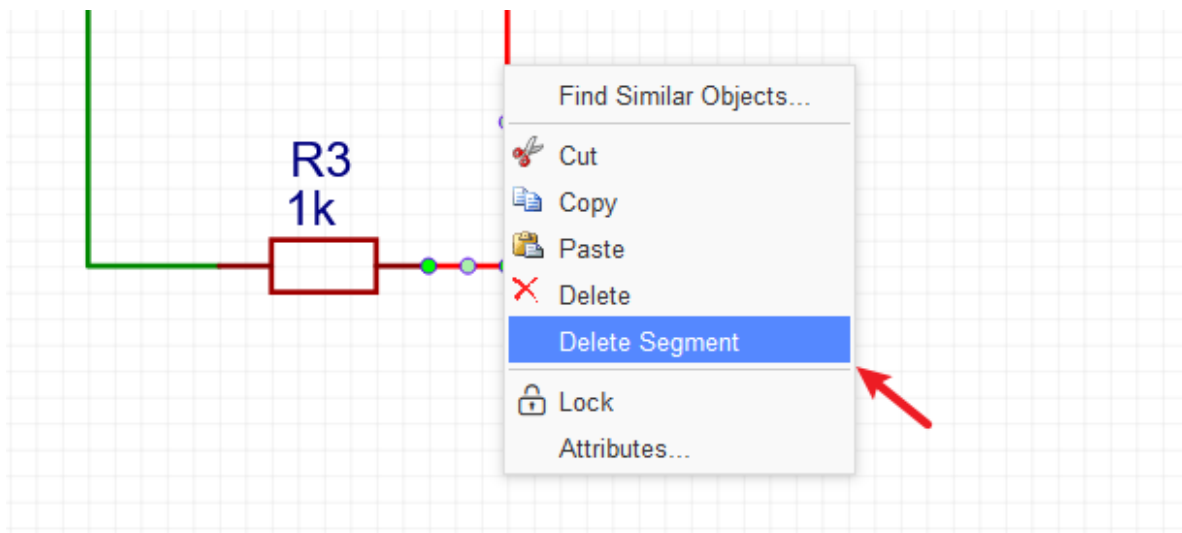 Find Similar Objects...
R3
1k
Cut
Copy
Paste
Delete
Delete Segment
Lock
Attributes...